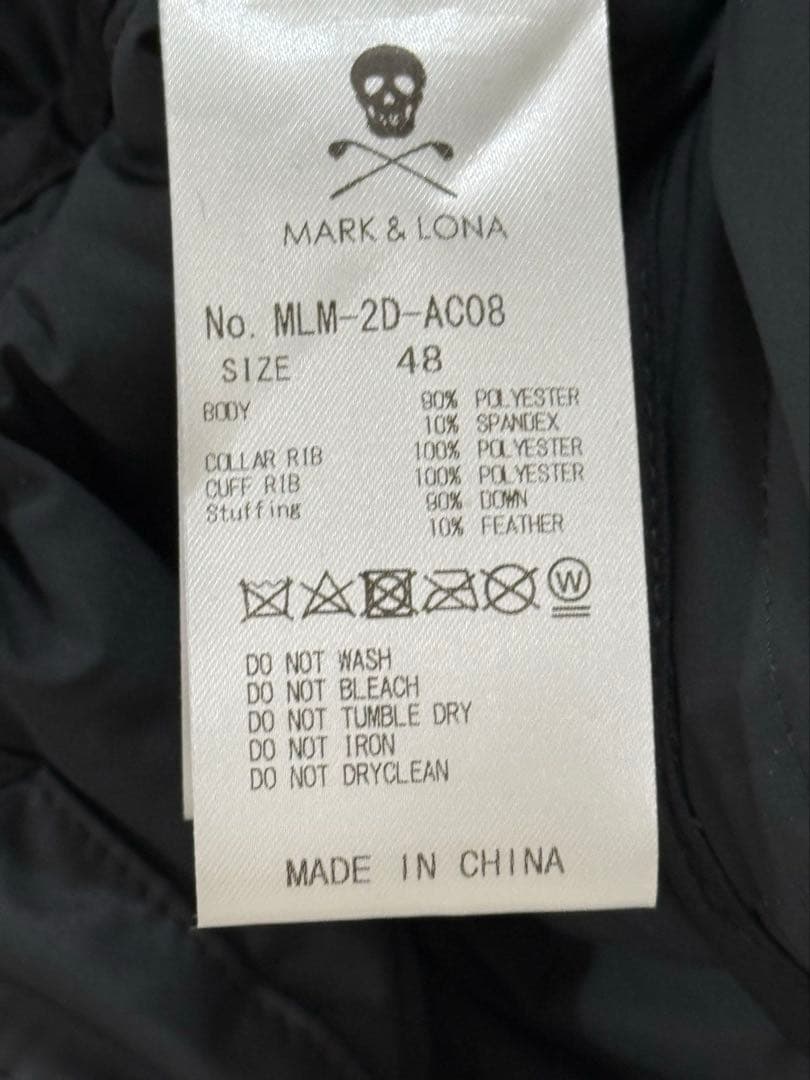 MARK & LONA
No. MLM-2D-AC08
SIZE 48
BODY 90% POLYESTER
10% SPANDEX
COLLAR RIB 100% POLYESTER
CUFF RIB 100% POLYESTER
Stuffing 90% DOWN
10% FEATHER
W
DO NOT WASH
DO NOT BLEACH
DO NOT TUMBLE DRY
DO NOT IRON
DO NOT DRYCLEAN
MADE IN CHINA